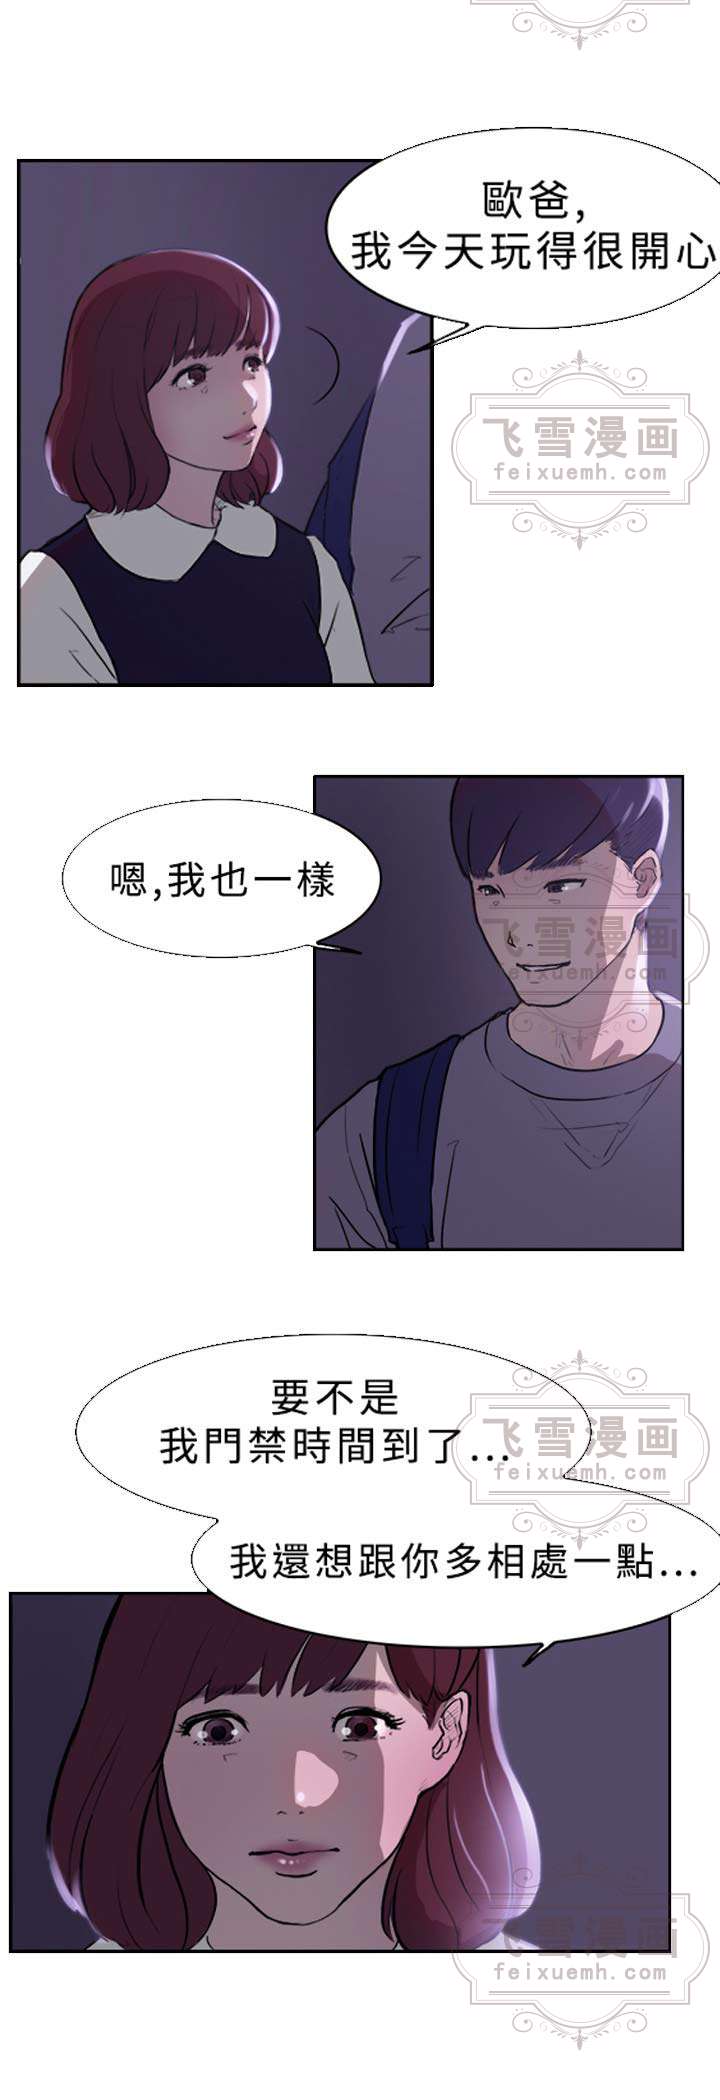 歐爸,
我今天玩得很開心
飞雪漫画
feixuemh.com
嗯,我也一樣
飞雪漫画
feixuemh.com
要不是
我門禁時間到了...
飞雪漫画
feixuemh.com
我還想跟你多相處一點...
飞雪漫画
feixuemh.com